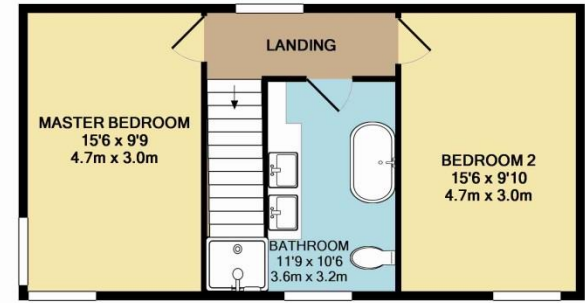 LANDING
MASTER BEDROOM
15'6 x 9'9
4.7m x 3.0m
BEDROOM 2
15'6 x 9'10
4.7m x 3.0m
BATHROOM
11'9 x 10'6
3.6m x 3.2m